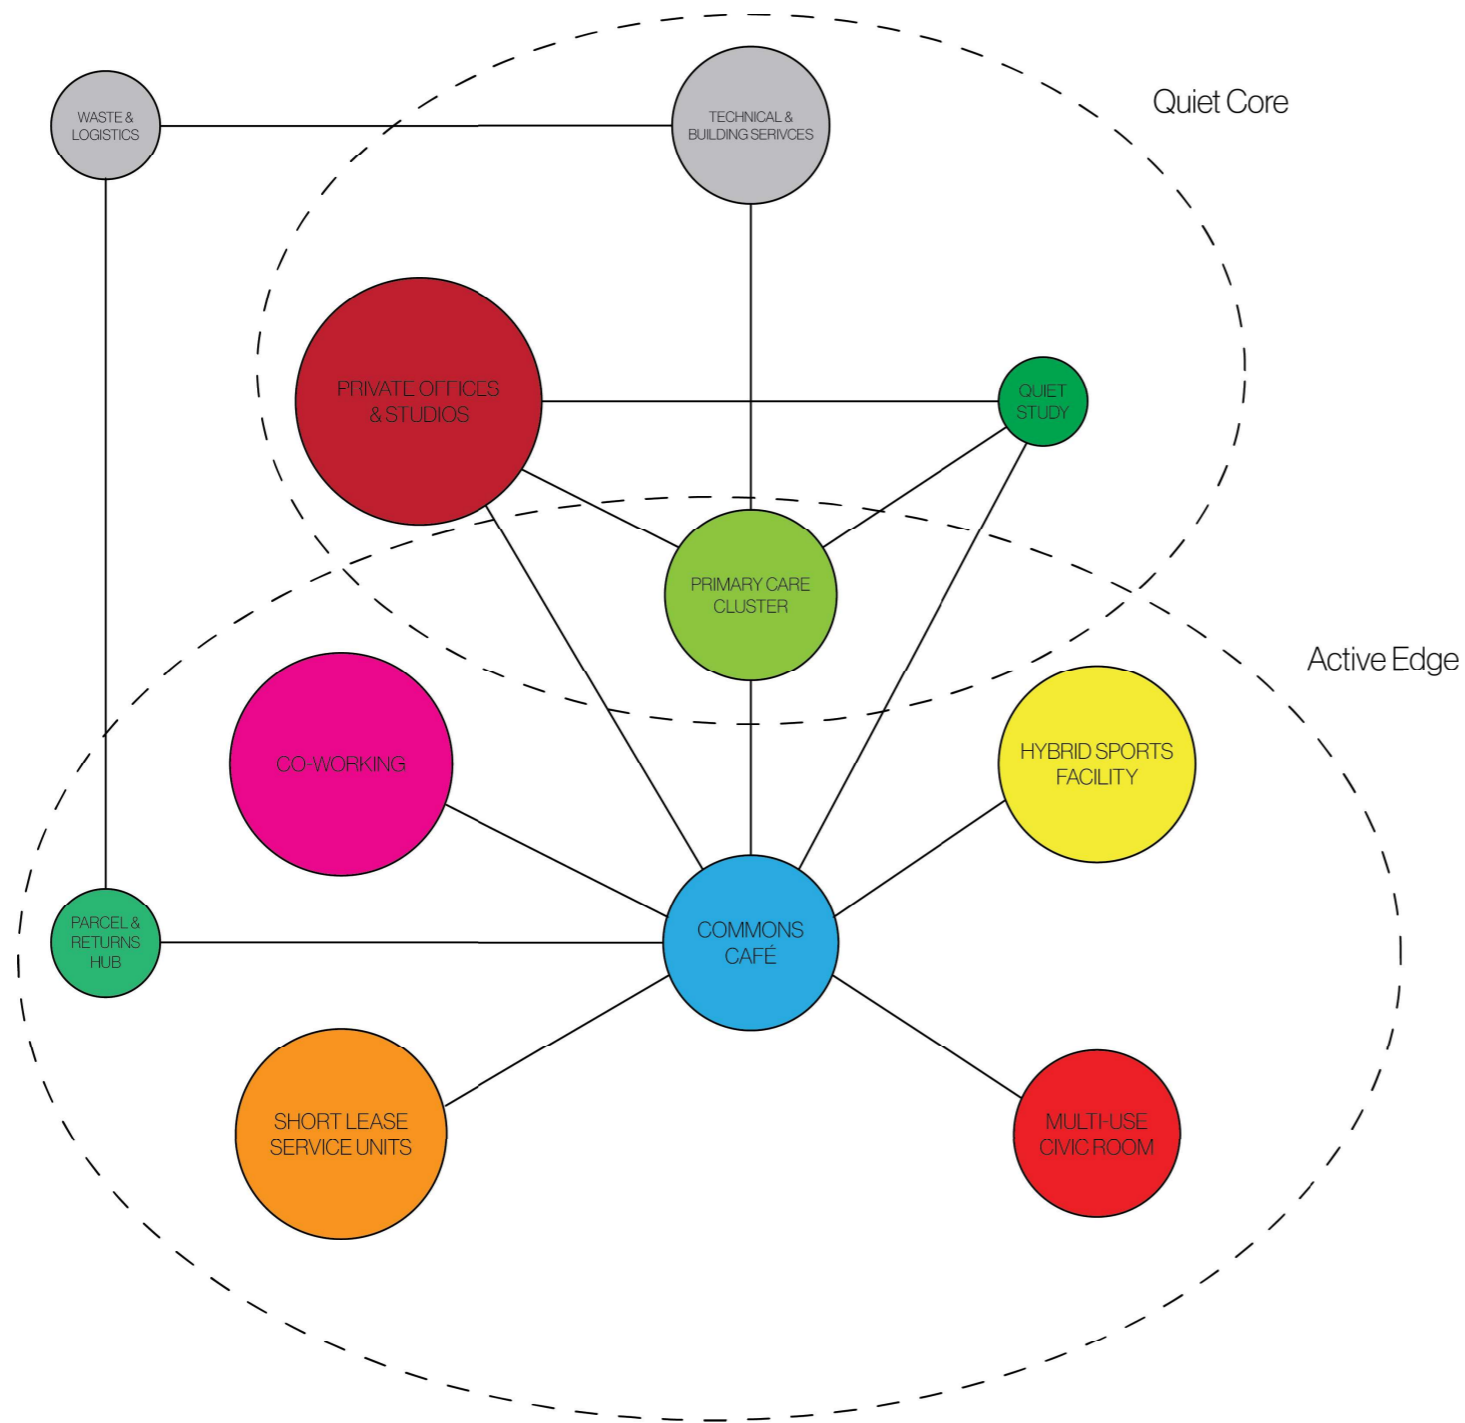 Quiet Core
WASTE &
LOGISTICS
TECHNICAL &
BUILDING SERIVCES
PRIVATE OFFICES
& STUDIOS
QUIET
STUDY
PRIMARY CARE
CLUSTER
Active Edge
CO-WORKING
HYBRID SPORTS
FACILITY
PARCEL &
RETURNS
HUB
COMMONS
CAFÉ
SHORT LEASE
SERVICE UNITS
MULTI-USE
CIVIC ROOM